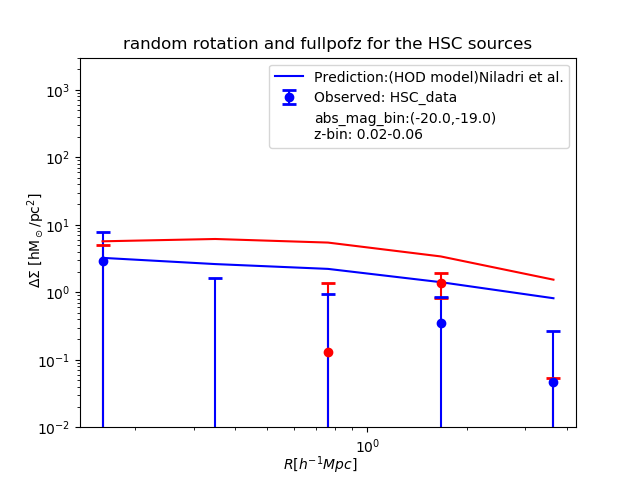 random rotation and fullpofz for the HSC sources
Prediction:(HOD model)Niladri et al.
Observed: HSC_data
abs_mag_bin:(-20.0,-19.0)
z-bin: 0.02-0.06
ΔΣ [hM⊙/pc²]
10³
10²
10¹
10⁰
10⁻¹
10⁻²
10⁰
R[h⁻¹Mpc]